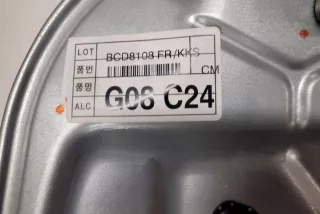 LOT BCD8108 FR/KKS
품번 CM
품명 G08 C24
ALC